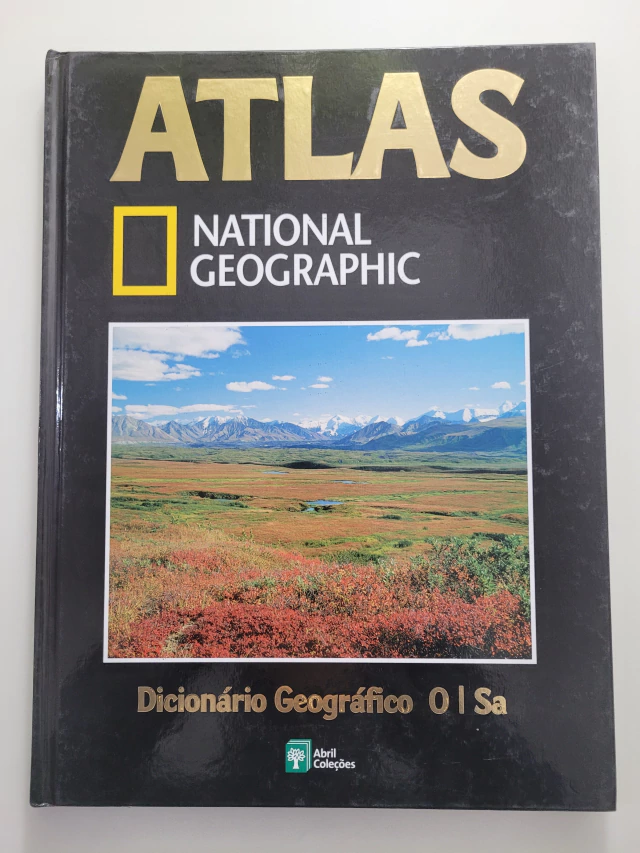 ATLAS
NATIONAL
GEOGRAPHIC
Dicionário Geográfico O | Sa
Abril
Coleções